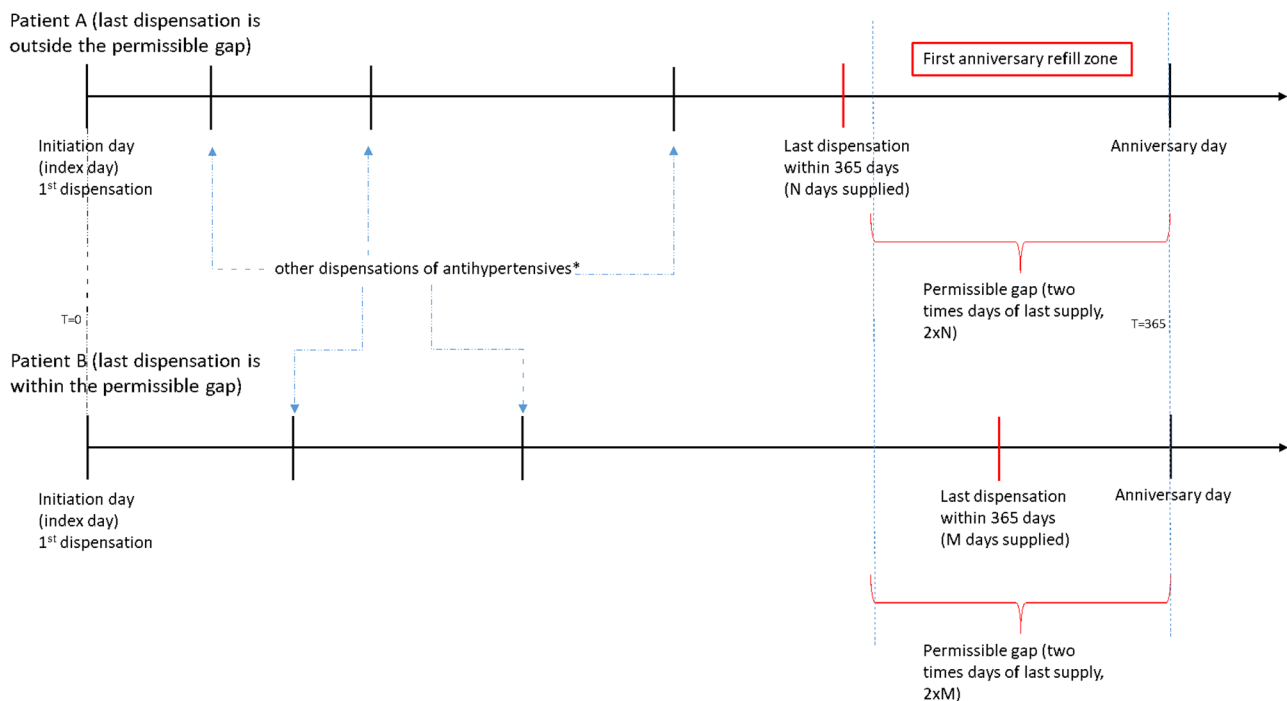 Patient A (last dispensation is
outside the permissible gap)
First anniversary refill zone
Initiation day
(index day)
1st dispensation
Last dispensation
within 365 days
(N days supplied)
Anniversary day
other dispensations of antihypertensives*
Permissible gap (two
times days of last supply,
2xN)
T=0
T=365
Patient B (last dispensation is
within the permissible gap)
Initiation day
(index day)
1st dispensation
Last dispensation
within 365 days
(M days supplied)
Anniversary day
Permissible gap (two
times days of last supply,
2xM)